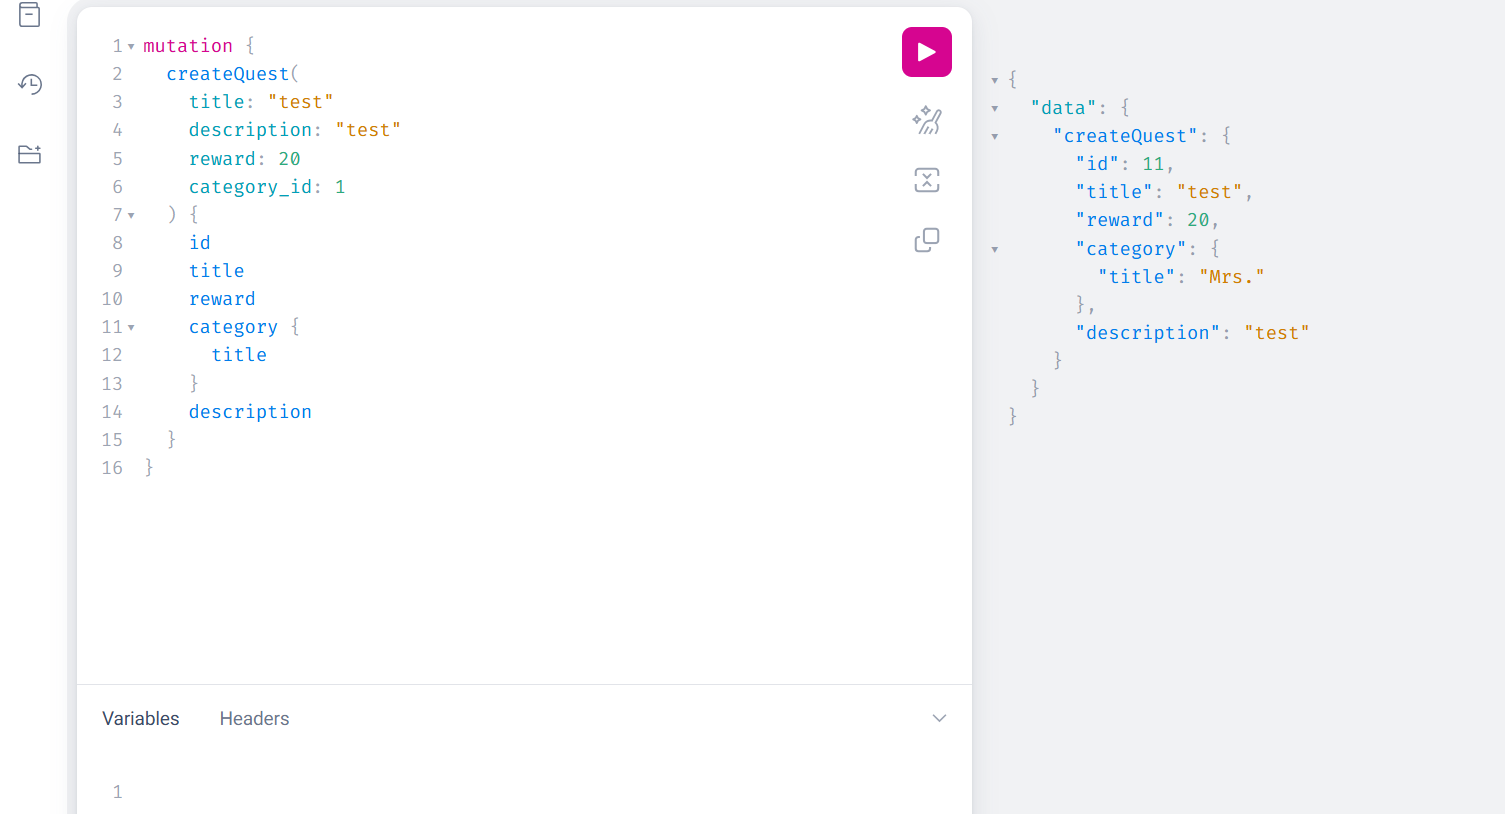 1 mutation {
2 createQuest(
3 title: "test"
4 description: "test"
5 reward: 20
6 category_id: 1
7 ) {
8 id
9 title
10 reward
11 category {
12 title
13 }
14 description
15 }
16 }
Variables Headers
1
{
"data": {
"createQuest": {
"id": 11,
"title": "test",
"reward": 20,
"category": {
"title": "Mrs."
},
"description": "test"
}
}
}